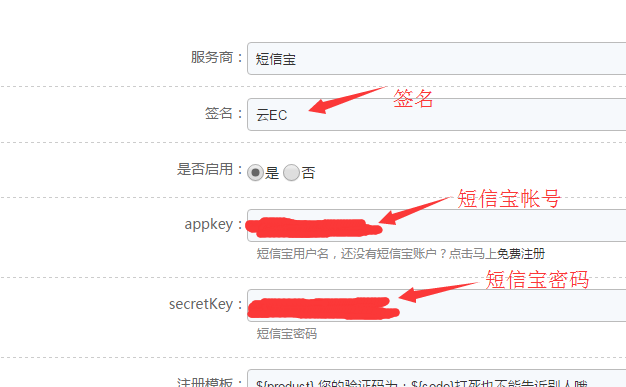 服务商： 短信宝
签名
签名： 云EC
是否启用： 是 否
短信宝帐号
appkey：
短信宝用户名，还没有短信宝账户？点击马上免费注册
短信宝密码
secretKey：
短信宝密码
注册模板： ${product},您的验证码为：${code}打死也不能告诉别人哦